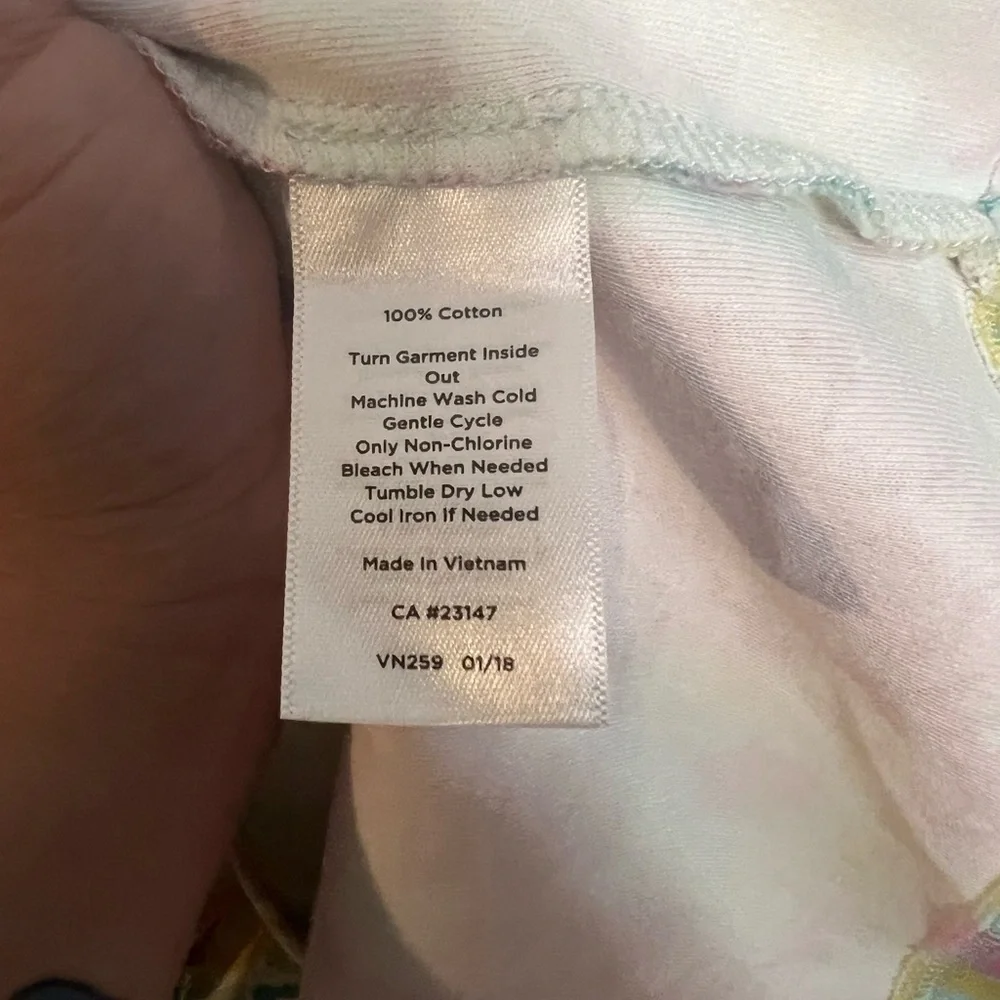 100% Cotton
Turn Garment Inside
Out
Machine Wash Cold
Gentle Cycle
Only Non-Chlorine
Bleach When Needed
Tumble Dry Low
Cool Iron If Needed
Made In Vietnam
CA #23147
VN259 01/18